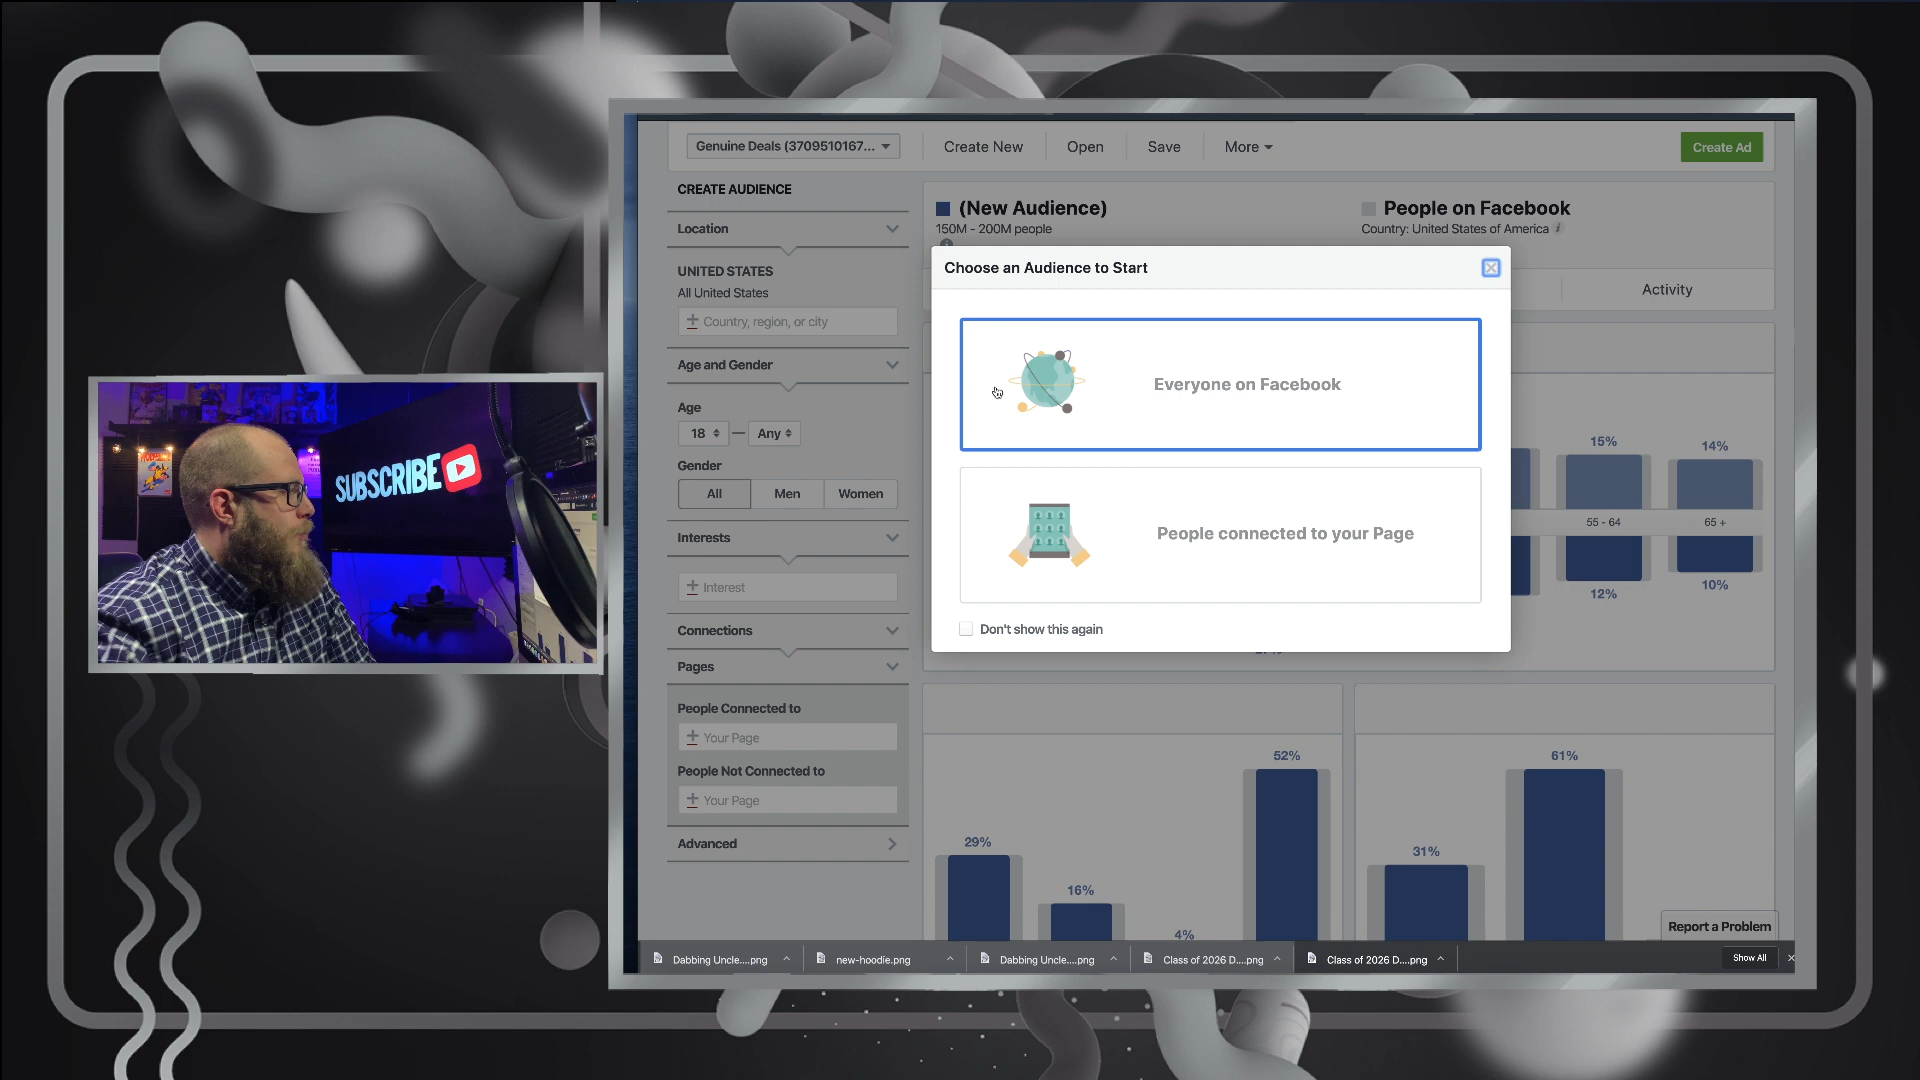 Genuine Deals (3709510167...
Create New
Open
Save
More
Create Ad
CREATE AUDIENCE
Location
UNITED STATES
All United States
Country, region, or city
Age and Gender
Age
18
Any
Gender
All
Men
Women
Interests
Interest
Connections
Pages
People Connected to
Your Page
People Not Connected to
Your Page
Advanced
(New Audience)
150M - 200M people
People on Facebook
Country: United States of America
Activity
Choose an Audience to Start
Everyone on Facebook
People connected to your Page
Don't show this again
15%
14%
55 - 64
65 +
12%
10%
29%
16%
4%
52%
31%
61%
Report a Problem
Dabbing Uncle....png
new-hoodie.png
Dabbing Uncle....png
Class of 2026 D....png
Class of 2026 D....png
Show All
SUBSCRIBE